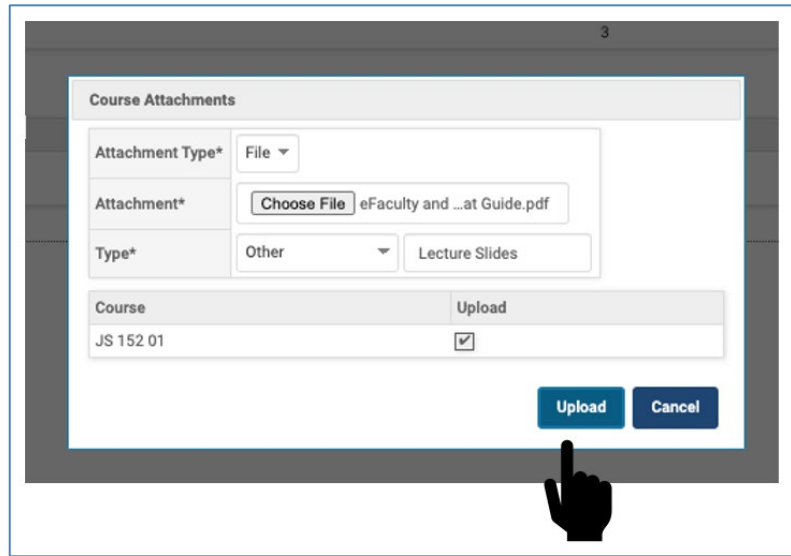 3
Course Attachments
Attachment Type* File
Attachment* Choose File eFaculty and ...at Guide.pdf
Type* Other Lecture Slides
Course Upload
JS 152 01
Upload Cancel